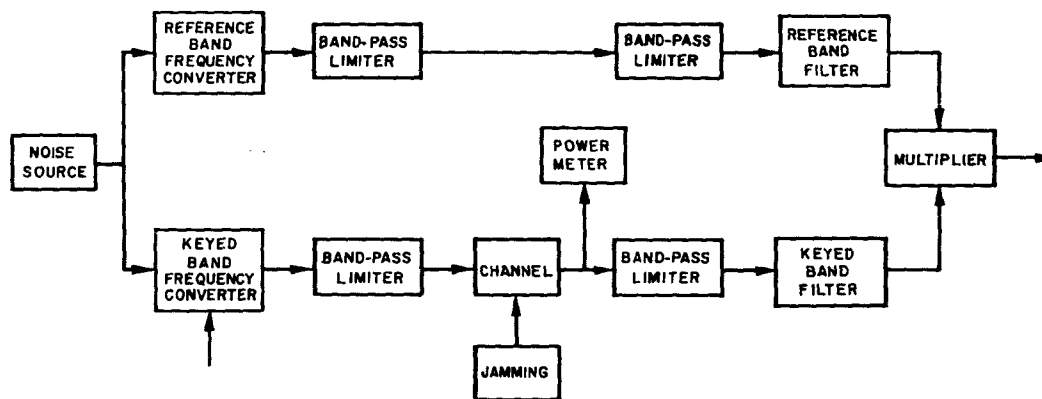 REFERENCE
BAND
FREQUENCY
CONVERTER
BAND-PASS
LIMITER
BAND-PASS
LIMITER
REFERENCE
BAND
FILTER
NOISE
SOURCE
POWER
METER
MULTIPLIER
KEYED
BAND
FREQUENCY
CONVERTER
BAND-PASS
LIMITER
CHANNEL
BAND-PASS
LIMITER
KEYED
BAND
FILTER
JAMMING